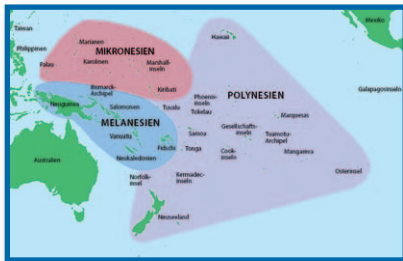 Taiwan
Mexiko
Hawaii
Philippinen
Marianen
MIKRONESIEN
Palau
Karolinen
Marshall-
inseln
Galapagosinseln
Bismarck-
Archipel
Kiribati
Phoenix-
inseln
POLYNESIEN
Neuguinea
Salomonen
Tuvalu
Tokelau
Marquesas
MELANESIEN
Samoa
Gesellschafts-
inseln
Tuamotu-
Archipel
Vanuatu
Fidschi
Tonga
Cook-
inseln
Mangareva
Australien
Neukaledonien
Osterinsel
Norfolk-
insel
Kermadec-
inseln
Neuseeland